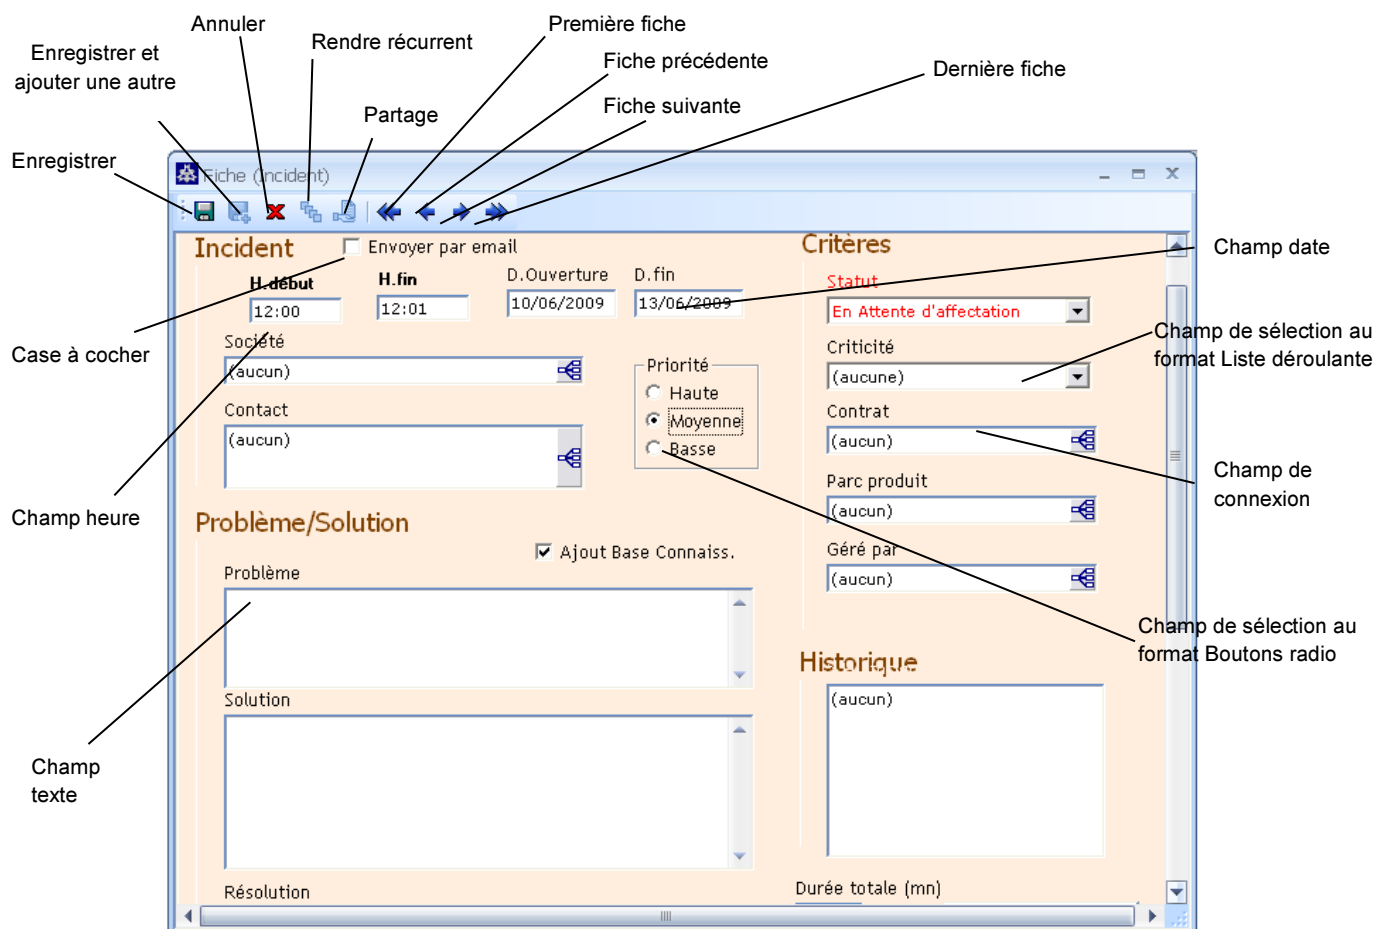 Annuler
Première fiche
Enregistrer et
ajouter une autre
Rendre récurrent
Fiche précédente
Dernière fiche
Partage
Fiche suivante
Enregistrer
Fiche (Incident)
Incident
Envoyer par email
Critères
Champ date
H.début
H.fin
D.Ouverture
D.fin
Statut
12:00
12:01
10/06/2009
13/06/2009
En Attente d'affectation
Case à cocher
Société
(aucun)
Criticité
(aucune)
Champ de sélection au
format Liste déroulante
Priorité
Haute
Moyenne
Basse
Contact
(aucun)
Contrat
(aucun)
Champ de
connexion
Parc produit
(aucun)
Champ heure
Problème/Solution
Ajout Base Connaiss.
Géré par
(aucun)
Problème
Champ de sélection au
format Boutons radio
Historique
(aucun)
Solution
Champ
texte
Résolution
Durée totale (mn)